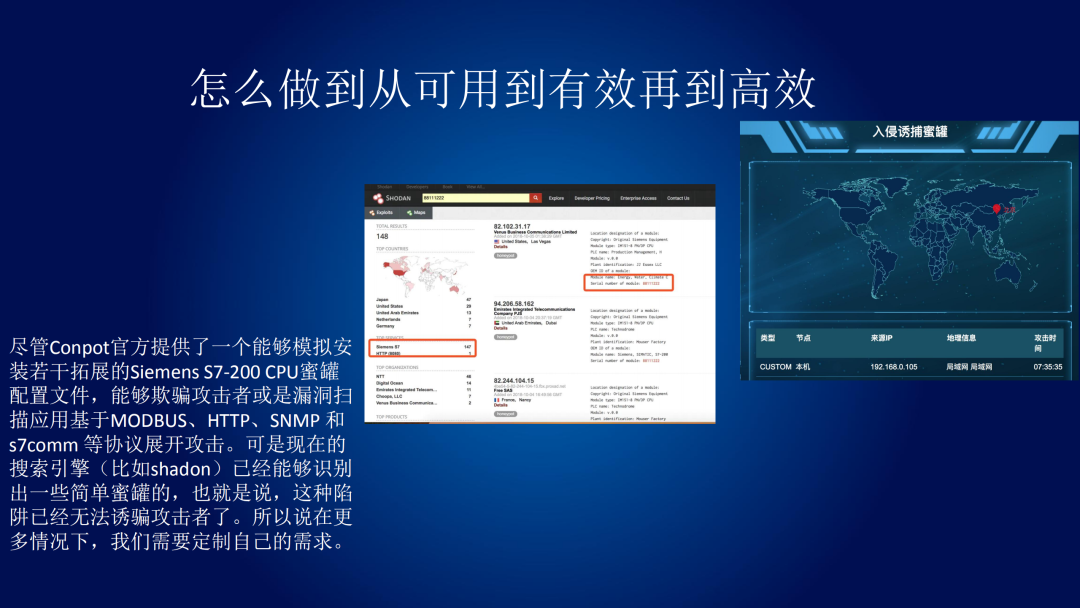 怎么做到从可用到有效再到高效
尽管Conpot官方提供了一个能够模拟安
装若干拓展的Siemens S7-200 CPU蜜罐
配置文件，能够欺骗攻击者或是漏洞扫
描应用基于MODBUS、HTTP、SNMP 和
s7comm 等协议展开攻击。可是现在的
搜索引擎（比如shadon）已经能够识别
出一些简单蜜罐的，也就是说，这种陷
阱已经无法诱骗攻击者了。所以说在更
多情况下，我们需要定制自己的需求。
Shodan Developers Book View All...
SHODAN 88111222 Explore Developer Pricing Enterprise Access Contact Us
Exploits Maps
TOTAL RESULTS
148
TOP COUNTRIES
Japan 47
United States 29
United Arab Emirates 13
Netherlands 7
Germany 7
TOP SERVICES
Siemens S7 147
HTTP (8888) 1
TOP ORGANIZATIONS
NTT 46
Digital Ocean 14
Emirates Integrated Telecom... 11
Choopa, LLC 7
Venus Business Communica... 3
TOP PRODUCTS
82.102.31.17
Venus Business Communications Limited
United States, Las Vegas
Details
honeypot
Location designation of a module:
Copyright: Original Siemens Equipment
Module type: IM151-8 PN/DP CPU
PLC name: Production Management, H
Module: v.0.0
OEM ID of a module:
Module name: Energy, Water, Climate C
Serial number of module: 88111222
94.206.58.162
Emirates Integrated Telecommunications
Company PJS
United Arab Emirates, Dubai
Details
honeypot
Location designation of a module:
Copyright: Original Siemens Equipment
Module type: IM151-8 PN/DP CPU
PLC name: Technodrome
Module: v.0.0
Plant identification: Mouser Factory
OEM ID of a module:
Module name: Siemens, SIMATIC, S7-200
Serial number of module: 88111222
82.244.104.15
Free SAS
France, Nancy
Details
honeypot
Location designation of a module:
Copyright: Original Siemens Equipment
Module type: IM151-8 PN/DP CPU
PLC name: Technodrome
Module: v.0.0
Plant identification: Mouser Factory
入侵诱捕蜜罐
类型 节点 来源IP 地理信息 攻击时
间
CUSTOM 本机 192.168.0.105 局域网 局域网 07:35:35